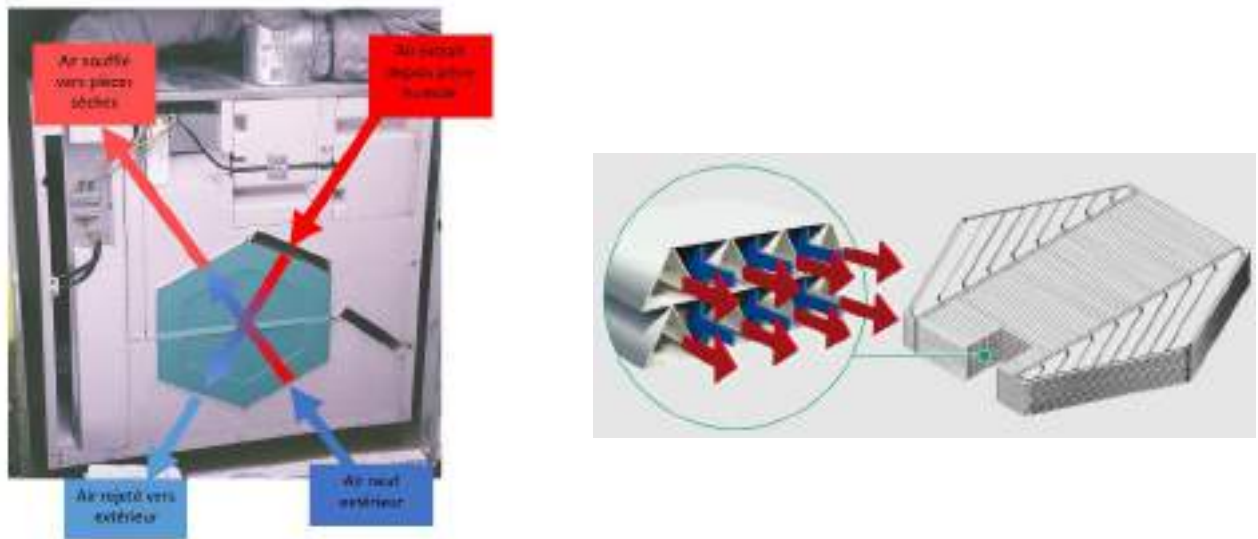 Air soufflé
vers pièces
sèches
Air extrait
depuis pièce
humide
Air rejeté vers
extérieur
Air neuf
extérieur